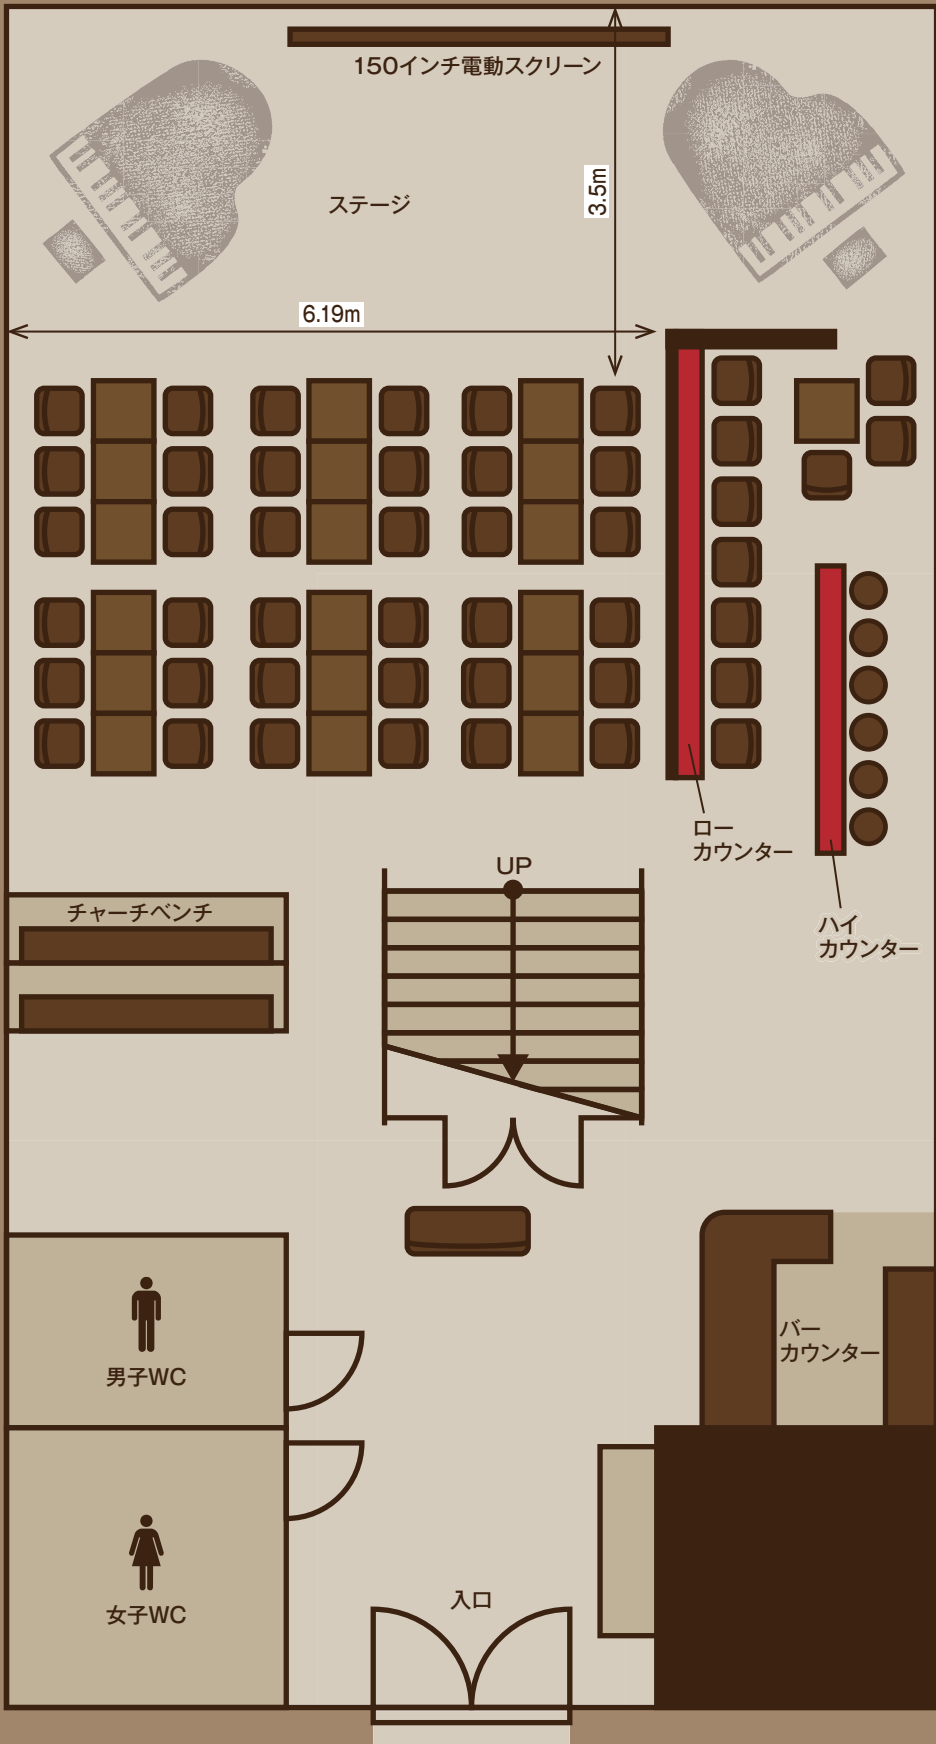 150インチ電動スクリーン
3.5m
ステージ
6.19m
ロー
カウンター
UP
チャーチベンチ
ハイ
カウンター
バー
カウンター
男子WC
入口
女子WC